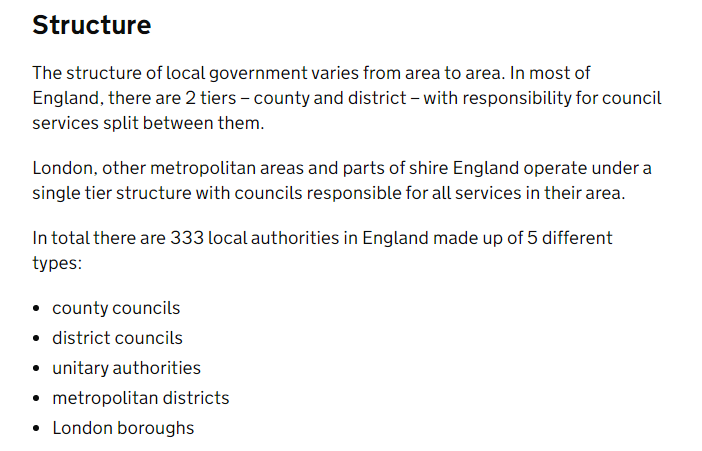 Structure
The structure of local government varies from area to area. In most of
England, there are 2 tiers – county and district – with responsibility for council
services split between them.
London, other metropolitan areas and parts of shire England operate under a
single tier structure with councils responsible for all services in their area.
In total there are 333 local authorities in England made up of 5 different
types:
• county councils
• district councils
• unitary authorities
• metropolitan districts
• London boroughs